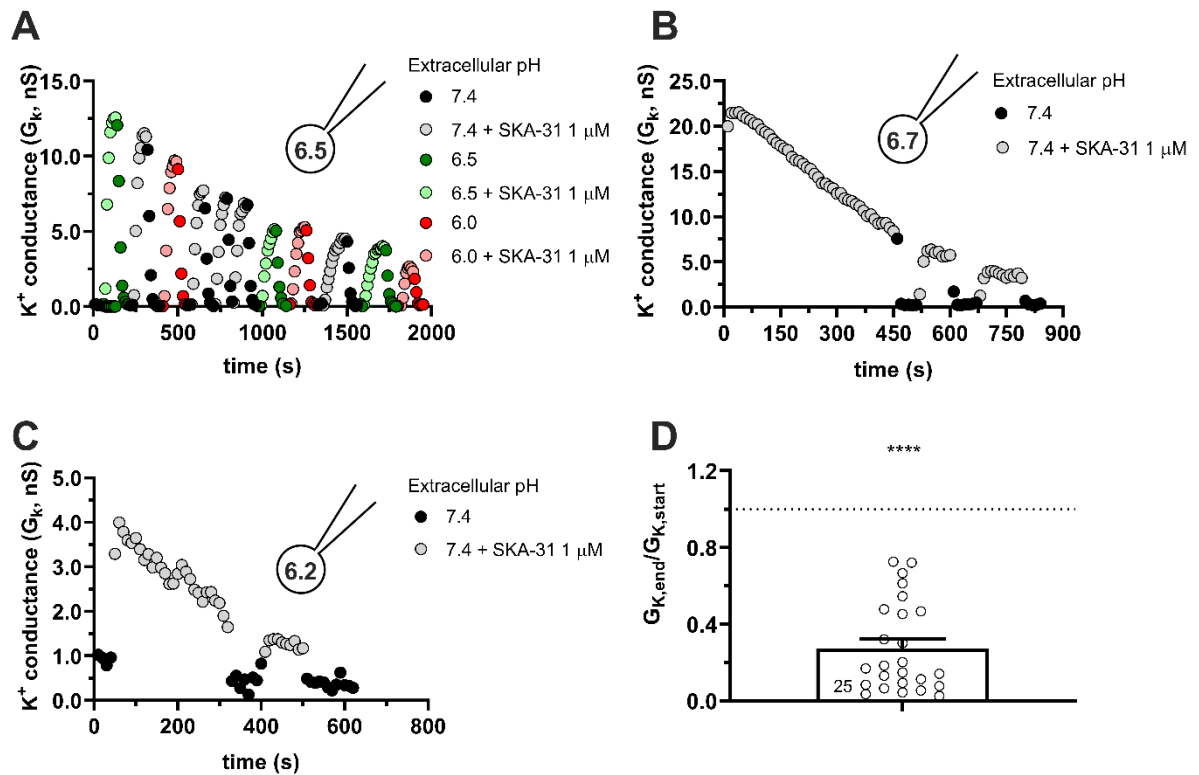 A
K⁺ conductance (Gₖ, nS)
15.0
10.0
5.0
0.0
0 500 1000 1500 2000
time (s)
6.5
Extracellular pH
7.4
7.4 + SKA-31 1 μM
6.5
6.5 + SKA-31 1 μM
6.0
6.0 + SKA-31 1 μM
B
K⁺ conductance (Gₖ, nS)
25.0
20.0
15.0
10.0
5.0
0.0
0 150 300 450 600 750 900
time (s)
6.7
Extracellular pH
7.4
7.4 + SKA-31 1 μM
C
K⁺ conductance (Gₖ, nS)
5.0
4.0
3.0
2.0
1.0
0.0
0 200 400 600 800
time (s)
6.2
Extracellular pH
7.4
7.4 + SKA-31 1 μM
D
****
G_K,end/G_K,start
1.2
0.8
0.4
0.0
25